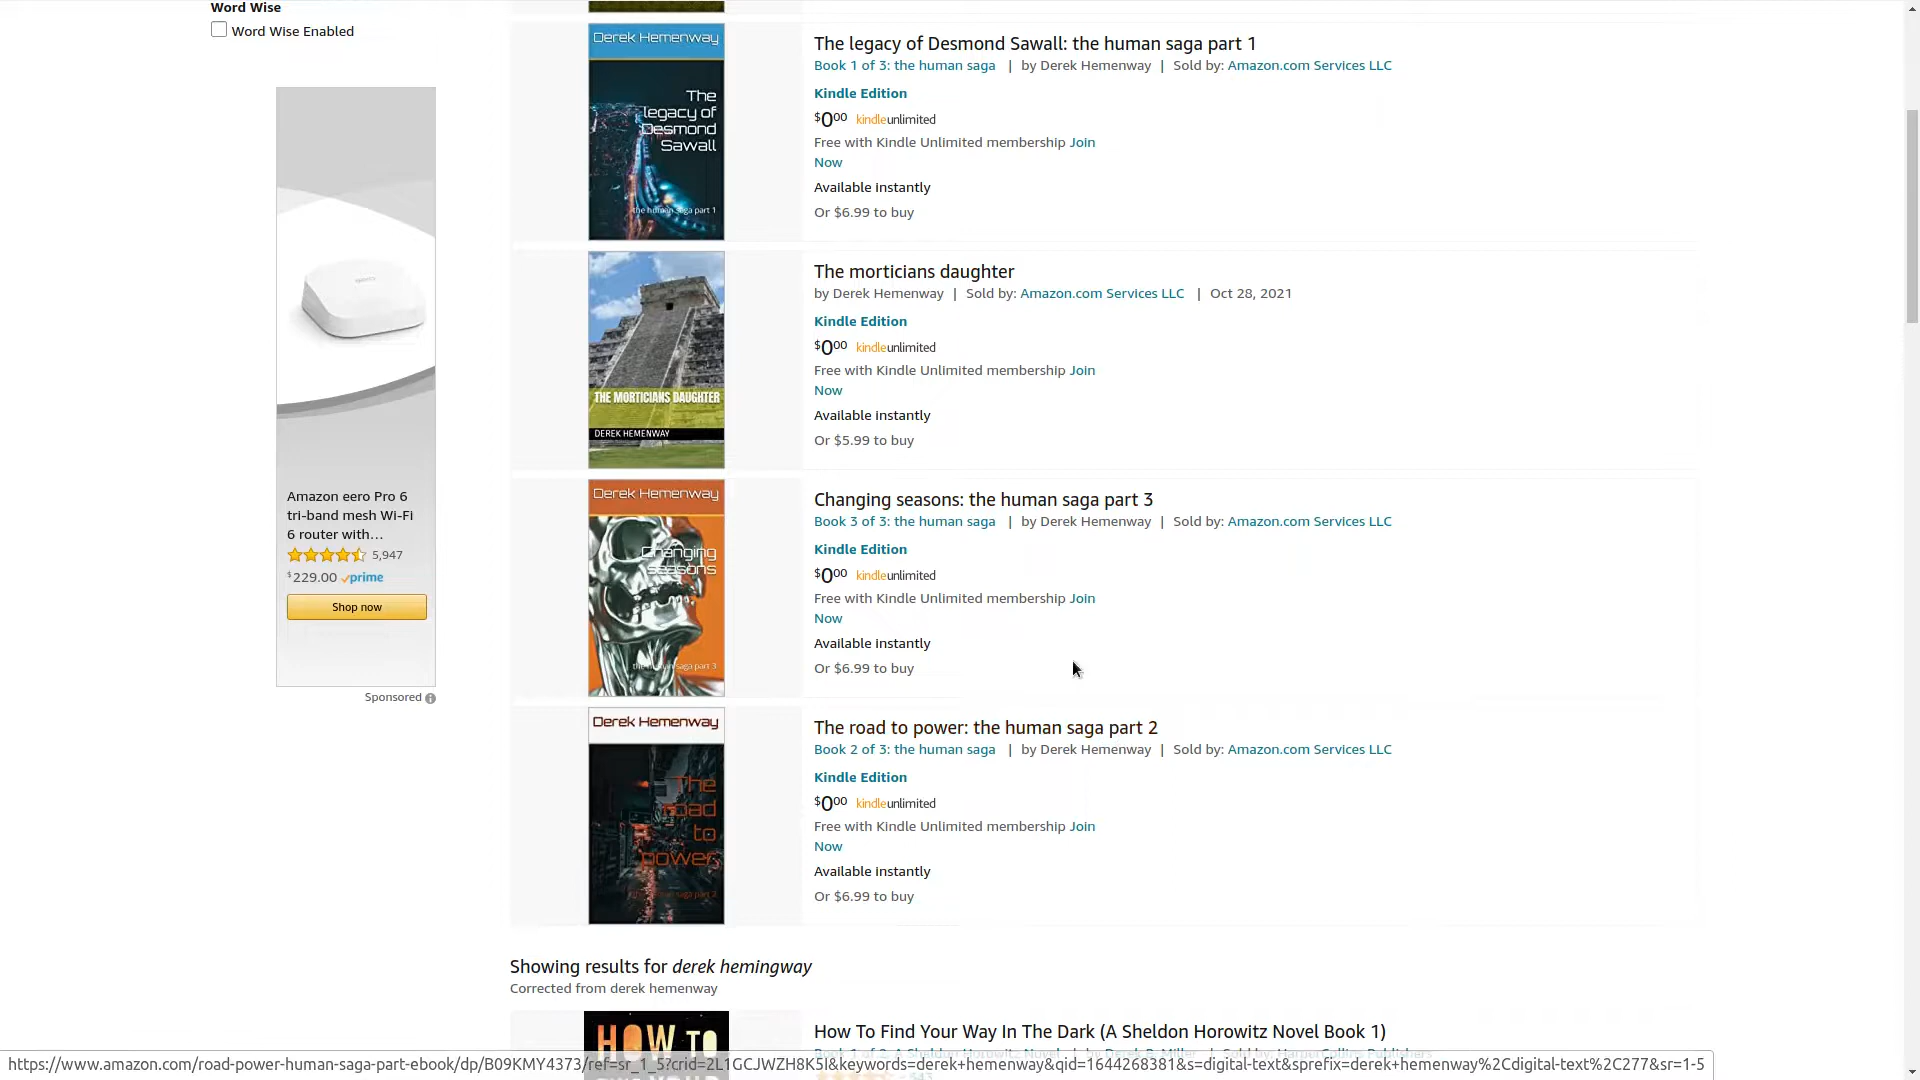 Word Wise
Word Wise Enabled
Amazon eero Pro 6
tri-band mesh Wi-Fi
6 router with...
5,947
$229.00 prime
Shop now
Sponsored
Derek Hemenway
The
legacy of
Desmond
Sawall
the human saga part 1
The legacy of Desmond Sawall: the human saga part 1
Book 1 of 3: the human saga | by Derek Hemenway | Sold by: Amazon.com Services LLC
Kindle Edition
$0.00 kindleunlimited
Free with Kindle Unlimited membership Join
Now
Available instantly
Or $6.99 to buy
THE MORTICIANS DAUGHTER
DEREK HEMENWAY
The morticians daughter
by Derek Hemenway | Sold by: Amazon.com Services LLC | Oct 28, 2021
Kindle Edition
$0.00 kindleunlimited
Free with Kindle Unlimited membership Join
Now
Available instantly
Or $5.99 to buy
Derek Hemenway
Changing
seasons
the human saga part 3
Changing seasons: the human saga part 3
Book 3 of 3: the human saga | by Derek Hemenway | Sold by: Amazon.com Services LLC
Kindle Edition
$0.00 kindleunlimited
Free with Kindle Unlimited membership Join
Now
Available instantly
Or $6.99 to buy
Derek Hemenway
The
road
to
power
the human saga part 2
The road to power: the human saga part 2
Book 2 of 3: the human saga | by Derek Hemenway | Sold by: Amazon.com Services LLC
Kindle Edition
$0.00 kindleunlimited
Free with Kindle Unlimited membership Join
Now
Available instantly
Or $6.99 to buy
Showing results for derek hemingway
Corrected from derek hemenway
HOW TO
How To Find Your Way In The Dark (A Sheldon Horowitz Novel Book 1)
https://www.amazon.com/road-power-human-saga-part-ebook/dp/B09KMY4373/ref=sr_1_5?crid=2L1GCJWZH8K5I&keywords=derek+hemenway&qid=1644268381&s=digital-text&sprefix=derek+hemenway%2Cdigital-text%2C277&sr=1-5